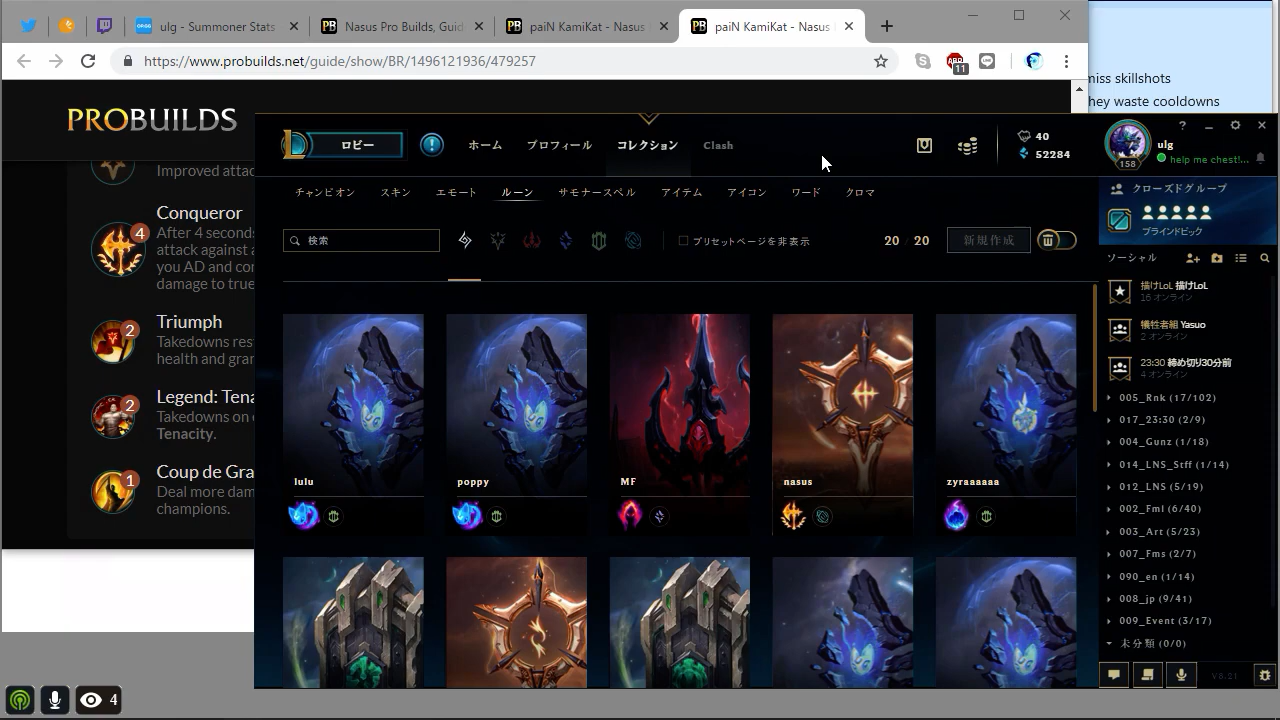 ulg - Summoner Stats
Nasus Pro Builds, Guid
paiN KamiKat - Nasus
paiN KamiKat - Nasus
https://www.probuilds.net/guide/show/BR/1496121936/479257
11
miss skillshots
they waste cooldowns
PROBUILDS
Improved attac
Conqueror
4
After 4 seconds
attack against a
you AD and con
damage to true
Triumph
2
Takedowns rest
health and gran
Legend: Tena
2
Takedowns on
Tenacity.
Coup de Gra
1
Deal more dam
champions.
ロビー
ホーム
プロフィール
コレクション
Clash
40
52284
ulg
158
help me chest!...
チャンピオン
スキン
エモート
ルーン
サモナースペル
アイテム
アイコン
ワード
クロマ
検索
プリセットページを非表示
20 / 20
新規作成
lulu
poppy
MF
nasus
zyraaaaaa
クローズドグループ
ブラインドピック
ソーシャル
描けLoL 描けLoL
16 オンライン
犠牲者組 Yasuo
2 オンライン
23:30 締め切り30分前
4 オンライン
005_Rnk (17/102)
017_23:30 (2/9)
004_Gunz (1/18)
014_LNS_Stff (1/14)
012_LNS (5/19)
002_Fml (6/40)
003_Art (5/23)
007_Fms (2/7)
090_en (1/14)
008_jp (9/41)
009_Event (3/17)
未分類 (0/0)
V8.21
4